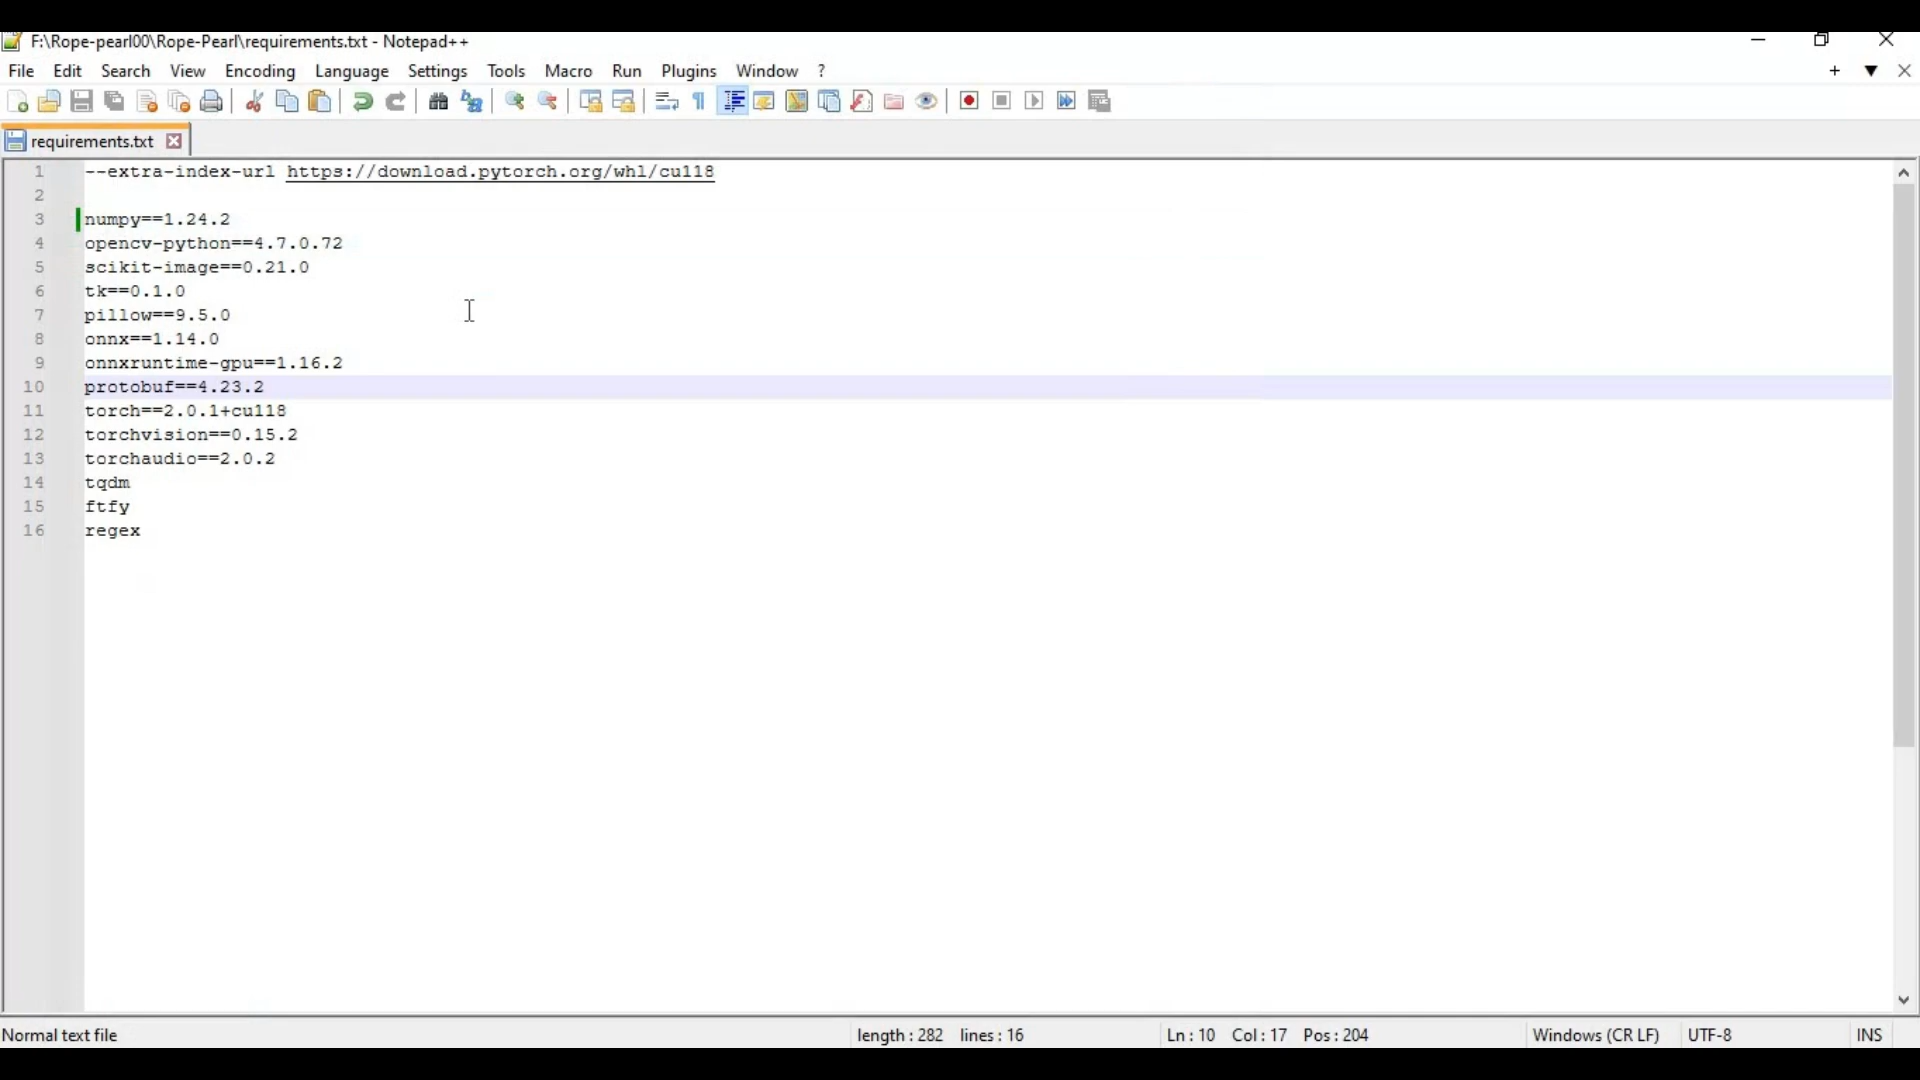 F:\Rope-pearl00\Rope-Pearl\requirements.txt - Notepad++
File Edit Search View Encoding Language Settings Tools Macro Run Plugins Window ?
requirements.txt
1 --extra-index-url https://download.pytorch.org/whl/cu118
2
3 numpy==1.24.2
4 opencv-python==4.7.0.72
5 scikit-image==0.21.0
6 tk==0.1.0
7 pillow==9.5.0
8 onnx==1.14.0
9 onnxruntime-gpu==1.16.2
10 protobuf==4.23.2
11 torch==2.0.1+cu118
12 torchvision==0.15.2
13 torchaudio==2.0.2
14 tqdm
15 ftfy
16 regex
Normal text file length : 282 lines : 16 Ln : 10 Col : 17 Pos : 204 Windows (CR LF) UTF-8 INS